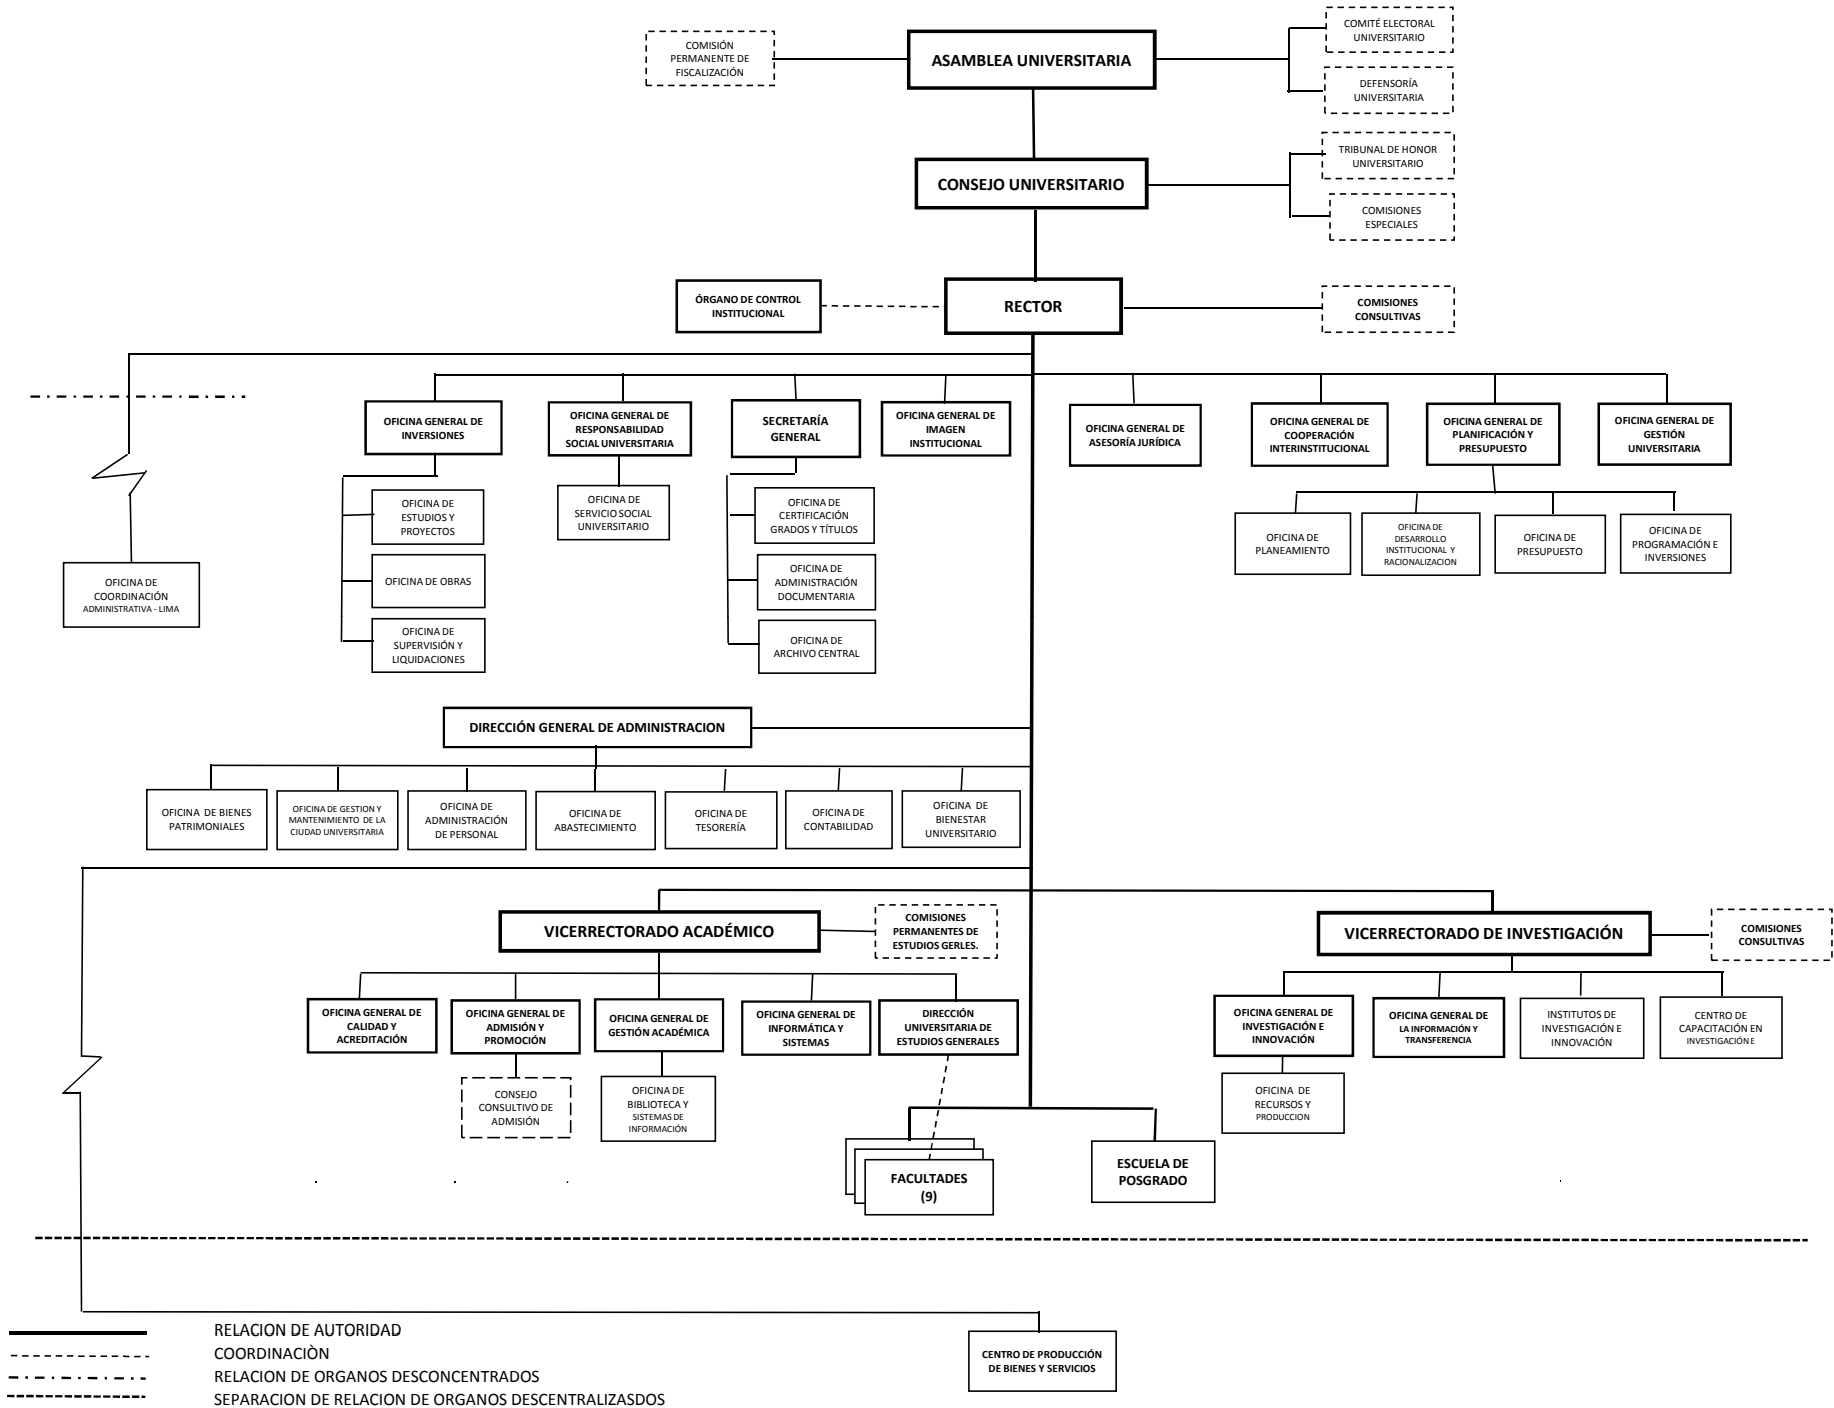 COMISIÓN
PERMANENTE DE
FISCALIZACIÓN
ASAMBLEA UNIVERSITARIA
COMITÉ ELECTORAL
UNIVERSITARIO
DEFENSORÍA
UNIVERSITARIA
CONSEJO UNIVERSITARIO
TRIBUNAL DE HONOR
UNIVERSITARIO
COMISIONES
ESPECIALES
ÓRGANO DE CONTROL
INSTITUCIONAL
RECTOR
COMISIONES
CONSULTIVAS
OFICINA GENERAL DE
INVERSIONES
OFICINA GENERAL DE
RESPONSABILIDAD
SOCIAL UNIVERSITARIA
SECRETARÍA
GENERAL
OFICINA GENERAL DE
IMAGEN
INSTITUCIONAL
OFICINA GENERAL DE
ASESORÍA JURÍDICA
OFICINA GENERAL DE
COOPERACIÓN
INTERINSTITUCIONAL
OFICINA GENERAL DE
PLANIFICACIÓN Y
PRESUPUESTO
OFICINA GENERAL DE
GESTIÓN
UNIVERSITARIA
OFICINA DE
ESTUDIOS Y
PROYECTOS
OFICINA DE OBRAS
OFICINA DE
SUPERVISIÓN Y
LIQUIDACIONES
OFICINA DE
SERVICIO SOCIAL
UNIVERSITARIO
OFICINA DE
CERTIFICACIÓN
GRADOS Y TÍTULOS
OFICINA DE
ADMINISTRACIÓN
DOCUMENTARIA
OFICINA DE
ARCHIVO CENTRAL
OFICINA DE
PLANEAMIENTO
OFICINA DE
DESARROLLO
INSTITUCIONAL Y
RACIONALIZACION
OFICINA DE
PRESUPUESTO
OFICINA DE
PROGRAMACIÓN E
INVERSIONES
OFICINA DE
COORDINACIÓN
ADMINISTRATIVA - LIMA
DIRECCIÓN GENERAL DE ADMINISTRACION
OFICINA DE BIENES
PATRIMONIALES
OFICINA DE GESTION Y
MANTENIMIENTO DE LA
CIUDAD UNIVERSITARIA
OFICINA DE
ADMINISTRACIÓN
DE PERSONAL
OFICINA DE
ABASTECIMIENTO
OFICINA DE
TESORERÍA
OFICINA DE
CONTABILIDAD
OFICINA DE
BIENESTAR
UNIVERSITARIO
VICERRECTORADO ACADÉMICO
COMISIONES
PERMANENTES DE
ESTUDIOS GERLES.
VICERRECTORADO DE INVESTIGACIÓN
COMISIONES
CONSULTIVAS
OFICINA GENERAL DE
CALIDAD Y
ACREDITACIÓN
OFICINA GENERAL DE
ADMISIÓN Y
PROMOCIÓN
OFICINA GENERAL DE
GESTIÓN ACADÉMICA
OFICINA GENERAL DE
INFORMÁTICA Y
SISTEMAS
DIRECCIÓN
UNIVERSITARIA DE
ESTUDIOS GENERALES
OFICINA GENERAL DE
INVESTIGACIÓN E
INNOVACIÓN
OFICINA GENERAL DE
LA INFORMACIÓN Y
TRANSFERENCIA
INSTITUTOS DE
INVESTIGACIÓN E
INNOVACIÓN
CENTRO DE
CAPACITACIÓN EN
INVESTIGACIÓN E
CONSEJO
CONSULTIVO DE
ADMISIÓN
OFICINA DE
BIBLIOTECA Y
SISTEMAS DE
INFORMACIÓN
OFICINA DE
RECURSOS Y
PRODUCCION
FACULTADES
(9)
ESCUELA DE
POSGRADO
CENTRO DE PRODUCCIÓN
DE BIENES Y SERVICIOS
RELACION DE AUTORIDAD
COORDINACIÒN
RELACION DE ORGANOS DESCONCENTRADOS
SEPARACION DE RELACION DE ORGANOS DESCENTRALIZASDOS